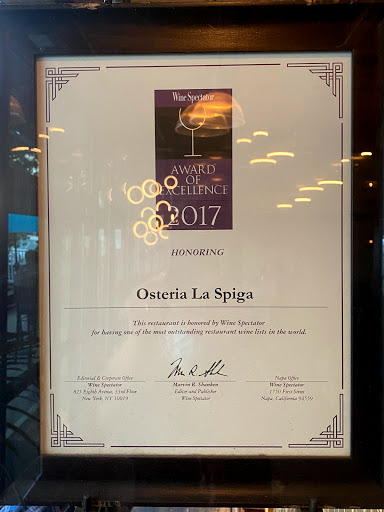 Wine Spectator
AWARD
OF
EXCELLENCE
2017
HONORING
Osteria La Spiga
This restaurant is honored by Wine Spectator
for having one of the most outstanding restaurant wine lists in the world.
Editorial & Corporate Office
Wine Spectator
825 Eighth Avenue, 33rd Floor
New York, NY 10019
Marvin R. Shanken
Editor and Publisher
Wine Spectator
Napa Office
Wine Spectator
1750 First Street
Napa, California 94559